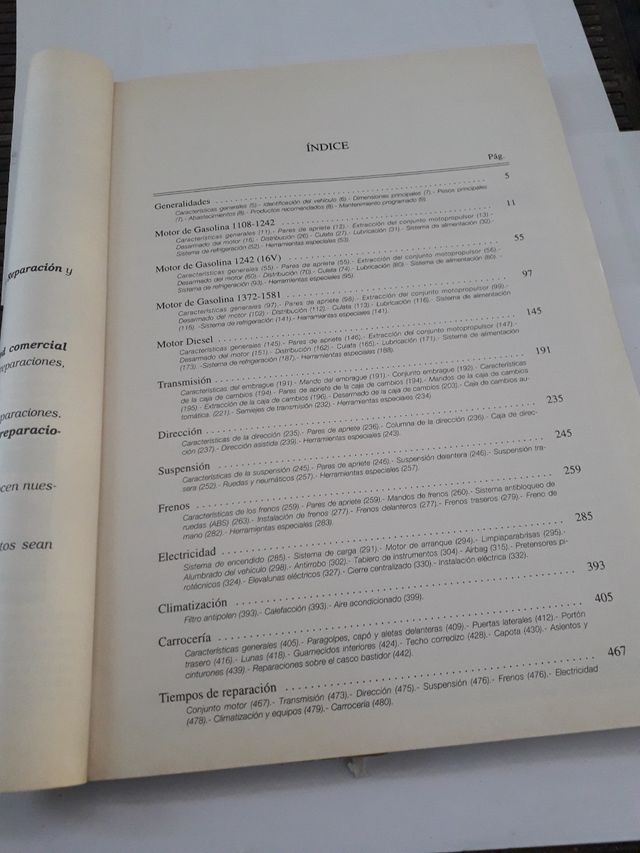 Reparación y
d comercial
eparaciones,
paraciones.
reparacio-
cen nues-
tos sean
ÍNDICE
Pág.
Generalidades 5
Características generales (5).- Identificación del vehículo (6).- Dimensiones principales (7).- Pesos principales
(7).- Abastecimientos (8).- Productos recomendados (8).- Mantenimiento programado (9).
Motor de Gasolina 1108-1242 11
Características generales (11).- Pares de apriete (12).- Extracción del conjunto motopropulsor (13).-
Desarmado del motor (16).- Distribución (26).- Culata (27).- Lubricación (31).- Sistema de alimentación (32).-
Sistema de refrigeración (52).- Herramientas especiales (53).
Motor de Gasolina 1242 (16V) 55
Características generales (55).- Pares de apriete (55).- Extracción del conjunto motopropulsor (56).-
Desarmado del motor (60).- Distribución (70).- Culata (74).- Lubricación (80).- Sistema de alimentación (80).-
Sistema de refrigeración (93).- Herramientas especiales (95).
Motor de Gasolina 1372-1581 97
Características generales (97).- Pares de apriete (98).- Extracción del conjunto motopropulsor (99).-
Desarmado del motor (102).- Distribución (112).- Culata (113).- Lubricación (116).- Sistema de alimentación
(116).-Sistema de refrigeración (141).- Herramientas especiales (141).
Motor Diesel 145
Características generales (145).- Pares de apriete (146).- Extracción del conjunto motopropulsor (147).-
Desarmado del motor (151).- Distribución (162).- Culata (165).- Lubricación (171).- Sistema de alimentación
(173).-Sistema de refrigeración (187).- Herramientas especiales (188).
Transmisión 191
Características del embrague (191).- Mando del embrague (191).- Conjunto embrague (192).- Características
de la caja de cambios (194).- Pares de apriete de la caja de cambios (194).- Mandos de la caja de cambios
(195).- Extracción de la caja de cambios (196).- Desarmado de la caja de cambios (203).- Caja de cambios au-
tomática. (221).- Semiejes de transmisión (232).- Herramientas especiales (234).
Dirección 235
Características de la dirección (235).- Pares de apriete (236).- Columna de la dirección (236).- Caja de direc-
ción (237).- Dirección asistida (239).- Herramientas especiales (243).
Suspensión 245
Características de la suspensión (245).- Pares de apriete (246).- Suspensión delantera (246).- Suspensión tra-
sera (252).- Ruedas y neumáticos (257).- Herramientas especiales (257).
Frenos 259
Características de los frenos (259).- Pares de apriete (259).- Mandos de frenos (260).- Sistema antibloqueo de
ruedas (ABS) (263).- Instalación de frenos (277).- Frenos delanteros (277).- Frenos traseros (279).- Freno de
mano (282).- Herramientas especiales (283).
Electricidad 285
Sistema de encendido (285).- Sistema de carga (291).- Motor de arranque (294).- Limpiaparabrisas (295).-
Alumbrado del vehículo (298).- Antirrobo (302).- Tablero de instrumentos (304).- Airbag (315).- Pretensores pi-
rotécnicos (324).- Elevalunas eléctricos (327).- Cierre centralizado (330).- Instalación eléctrica (332).
Climatización 393
Filtro antipolen (393).- Calefacción (393).- Aire acondicionado (399).
Carrocería 405
Características generales (405).- Paragolpes, capó y aletas delanteras (409).- Puertas laterales (412).- Portón
trasero (416).- Lunas (418).- Guarnecidos interiores (424).- Techo corredizo (428).- Capota (430).- Asientos y
cinturones (439).- Reparaciones sobre el casco bastidor (442).
Tiempos de reparación 467
Conjunto motor (467).- Transmisión (473).- Dirección (475).- Suspensión (476).- Frenos (476).- Electricidad
(478).- Climatización y equipos (479).- Carrocería (480).